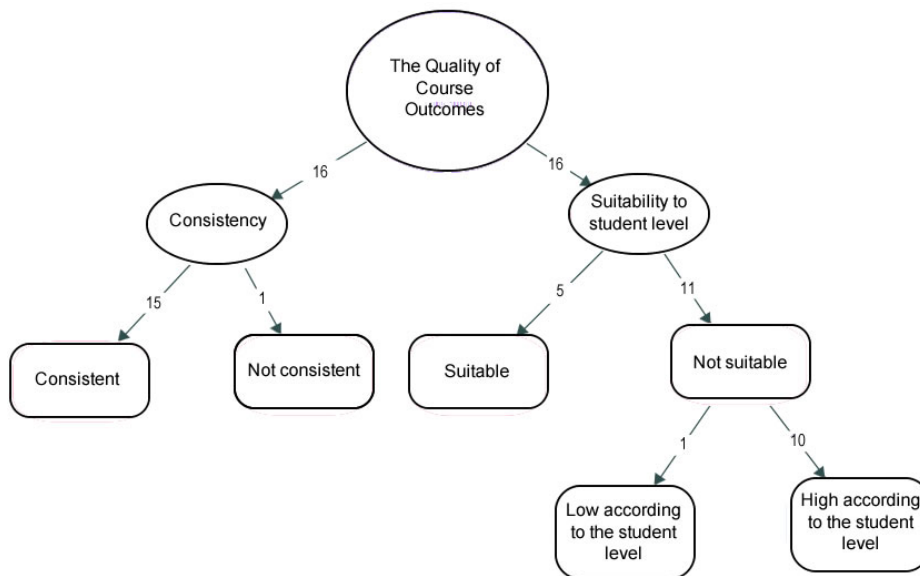 The Quality of
Course
Outcomes
16
16
Consistency
Suitability to
student level
15
1
5
11
Consistent
Not consistent
Suitable
Not suitable
1
10
Low according
to the student
level
High according
to the student
level